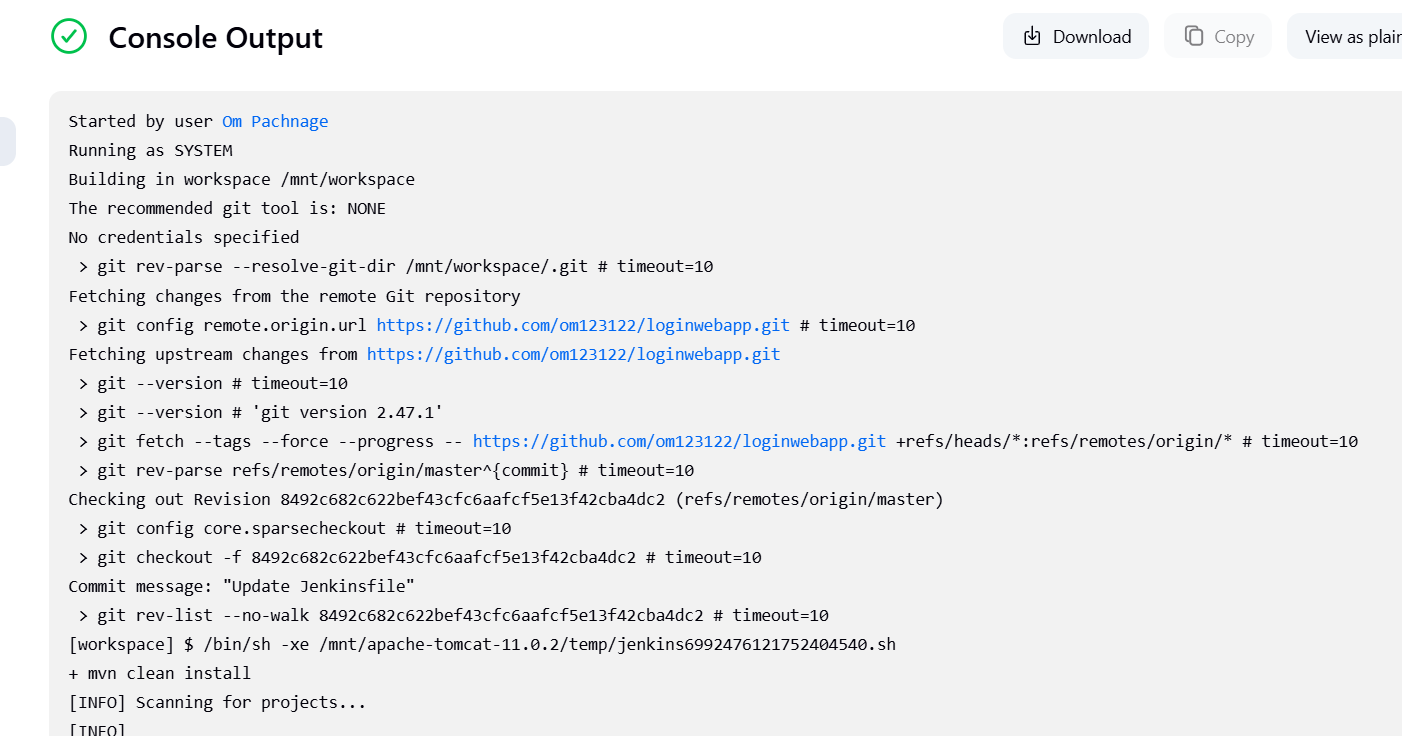 Console Output
Download
Copy
View as plain
Started by user Om Pachnage
Running as SYSTEM
Building in workspace /mnt/workspace
The recommended git tool is: NONE
No credentials specified
> git rev-parse --resolve-git-dir /mnt/workspace/.git # timeout=10
Fetching changes from the remote Git repository
> git config remote.origin.url https://github.com/om123122/loginwebapp.git # timeout=10
Fetching upstream changes from https://github.com/om123122/loginwebapp.git
> git --version # timeout=10
> git --version # 'git version 2.47.1'
> git fetch --tags --force --progress -- https://github.com/om123122/loginwebapp.git +refs/heads/*:refs/remotes/origin/* # timeout=10
> git rev-parse refs/remotes/origin/master^{commit} # timeout=10
Checking out Revision 8492c682c622bef43cfc6aafcf5e13f42cba4dc2 (refs/remotes/origin/master)
> git config core.sparsecheckout # timeout=10
> git checkout -f 8492c682c622bef43cfc6aafcf5e13f42cba4dc2 # timeout=10
Commit message: "Update Jenkinsfile"
> git rev-list --no-walk 8492c682c622bef43cfc6aafcf5e13f42cba4dc2 # timeout=10
[workspace] $ /bin/sh -xe /mnt/apache-tomcat-11.0.2/temp/jenkins6992476121752404540.sh
+ mvn clean install
[INFO] Scanning for projects...
[INFO]